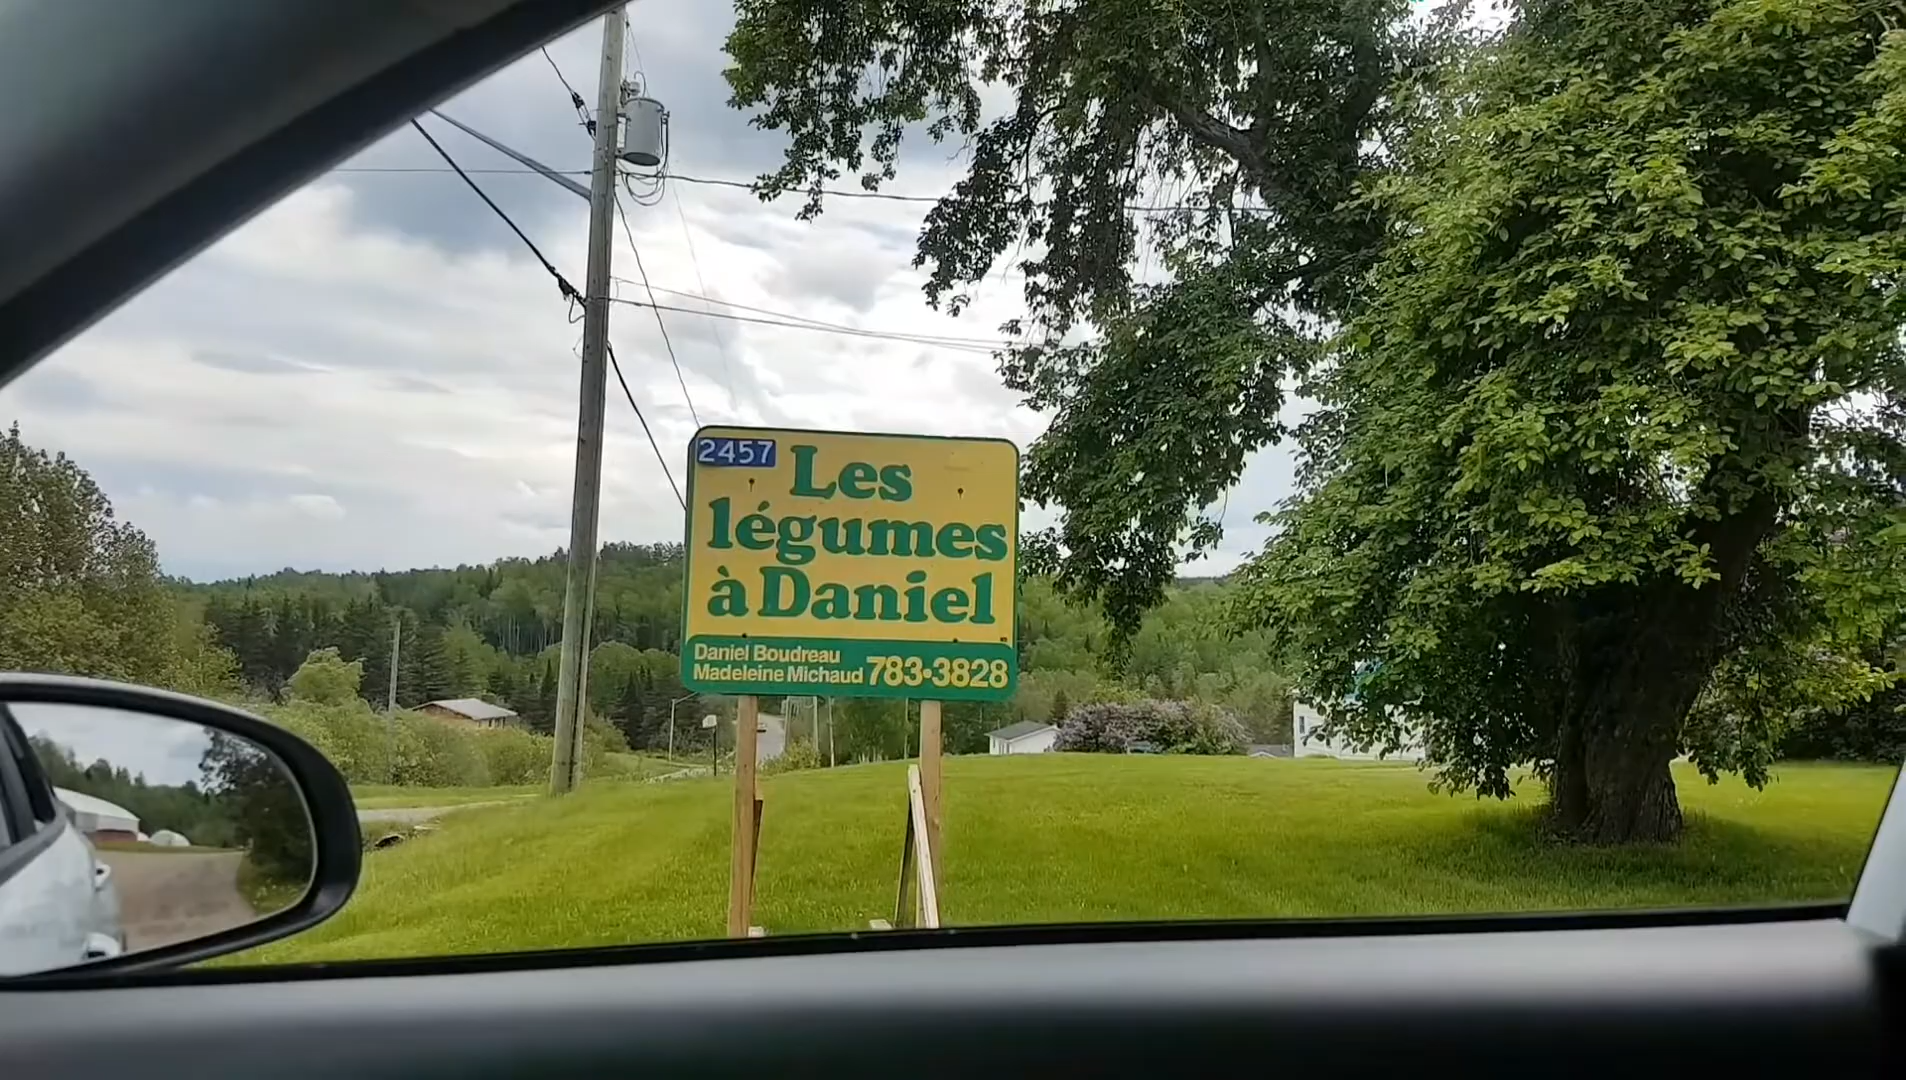 2457
Les
légumes
à Daniel
Daniel Boudreau
Madeleine Michaud 783-3828